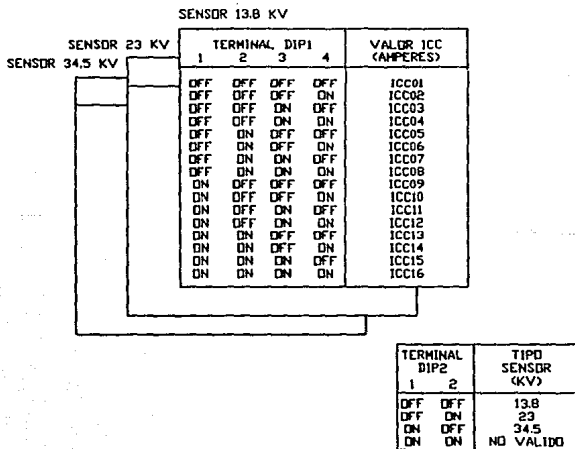 SENSOR 13.8 KV
SENSOR 23 KV
SENSOR 34.5 KV
TERMINAL DIP1 VALOR ICC
1 2 3 4 (AMPERES)
OFF OFF OFF OFF ICC01
OFF OFF OFF ON ICC02
OFF OFF ON OFF ICC03
OFF OFF ON ON ICC04
OFF ON OFF OFF ICC05
OFF ON OFF ON ICC06
OFF ON ON OFF ICC07
OFF ON ON ON ICC08
ON OFF OFF OFF ICC09
ON OFF OFF ON ICC10
ON OFF ON OFF ICC11
ON OFF ON ON ICC12
ON ON OFF OFF ICC13
ON ON OFF ON ICC14
ON ON ON OFF ICC15
ON ON ON ON ICC16
TERMINAL TIPO
DIP2 SENSOR
1 2 (KV)
OFF OFF 13.8
OFF ON 23
ON OFF 34.5
ON ON NO VALIDO